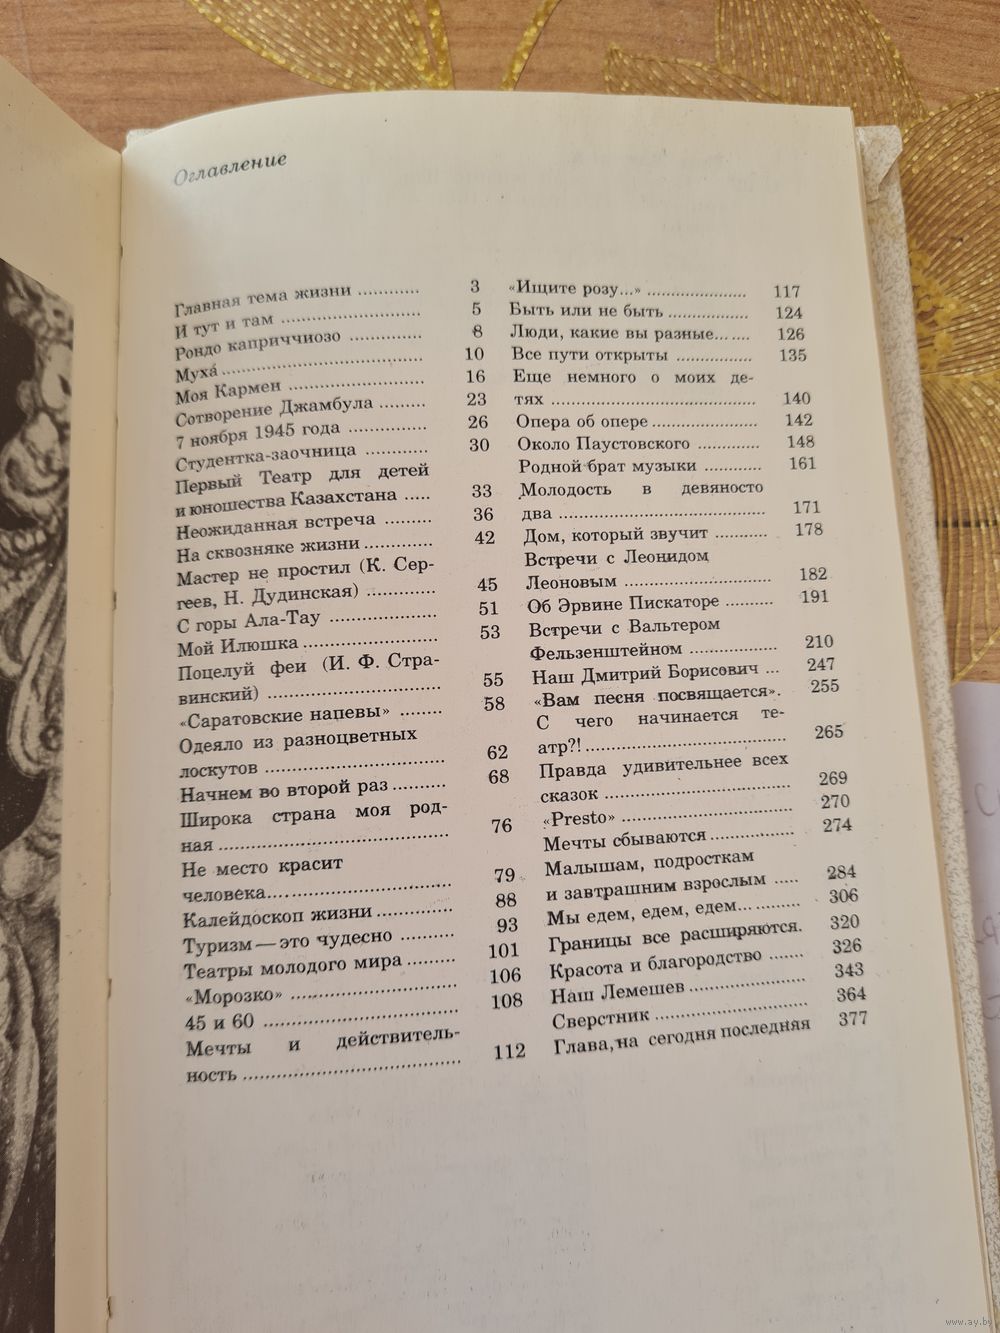 Оглавление
Главная тема жизни ............ 3
И тут и там ........................... 5
Рондо каприччиозо .............. 8
Муха́ ...................................... 10
Моя Кармен ......................... 16
Сотворение Джамбула ......... 23
7 ноября 1945 года ............... 26
Студентка-заочница ............ 30
Первый Театр для детей
и юношества Казахстана ..... 33
Неожиданная встреча ......... 36
На сквозняке жизни ............. 42
Мастер не простил (К. Сер-
геев, Н. Дудинская) ............. 45
С горы Ала-Тау .................... 51
Мой Илюшка ......................... 53
Поцелуй феи (И. Ф. Стра-
винский) ............................... 55
«Саратовские напевы» ........ 58
Одеяло из разноцветных
лоскутов ............................... 62
Начнем во второй раз .......... 68
Широка страна моя род-
ная ......................................... 76
Не место красит
человека................................ 79
Калейдоскоп жизни ............. 88
Туризм — это чудесно .......... 93
Театры молодого мира ......... 101
«Морозко» ............................. 106
45 и 60 .................................. 108
Мечты и действитель-
ность ...................................... 112
«Ищите розу...» .................... 117
Быть или не быть ................. 124
Люди, какие вы разные...... 126
Все пути открыты ............... 135
Еще немного о моих де-
тях ......................................... 140
Опера об опере ...................... 142
Около Паустовского ............ 148
Родной брат музыки ............ 161
Молодость в девяносто
два ......................................... 171
Дом, который звучит ........... 178
Встречи с Леонидом
Леоновым .............................. 182
Об Эрвине Пискаторе .......... 191
Встречи с Вальтером
Фельзенштейном ................. 210
Наш Дмитрий Борисович ... 247
«Вам песня посвящается». 255
С чего начинается те-
атр?! ...................................... 265
Правда удивительнее всех
сказок .................................... 269
«Presto» ................................. 270
Мечты сбываются ................. 274
Малышам, подросткам
и завтрашним взрослым ..... 284
Мы едем, едем, едем... ......... 306
Границы все расширяются. 320
Красота и благородство ....... 326
Наш Лемешев ....................... 343
Сверстник ............................. 364
Глава, на сегодня последняя 377
www.ay.by